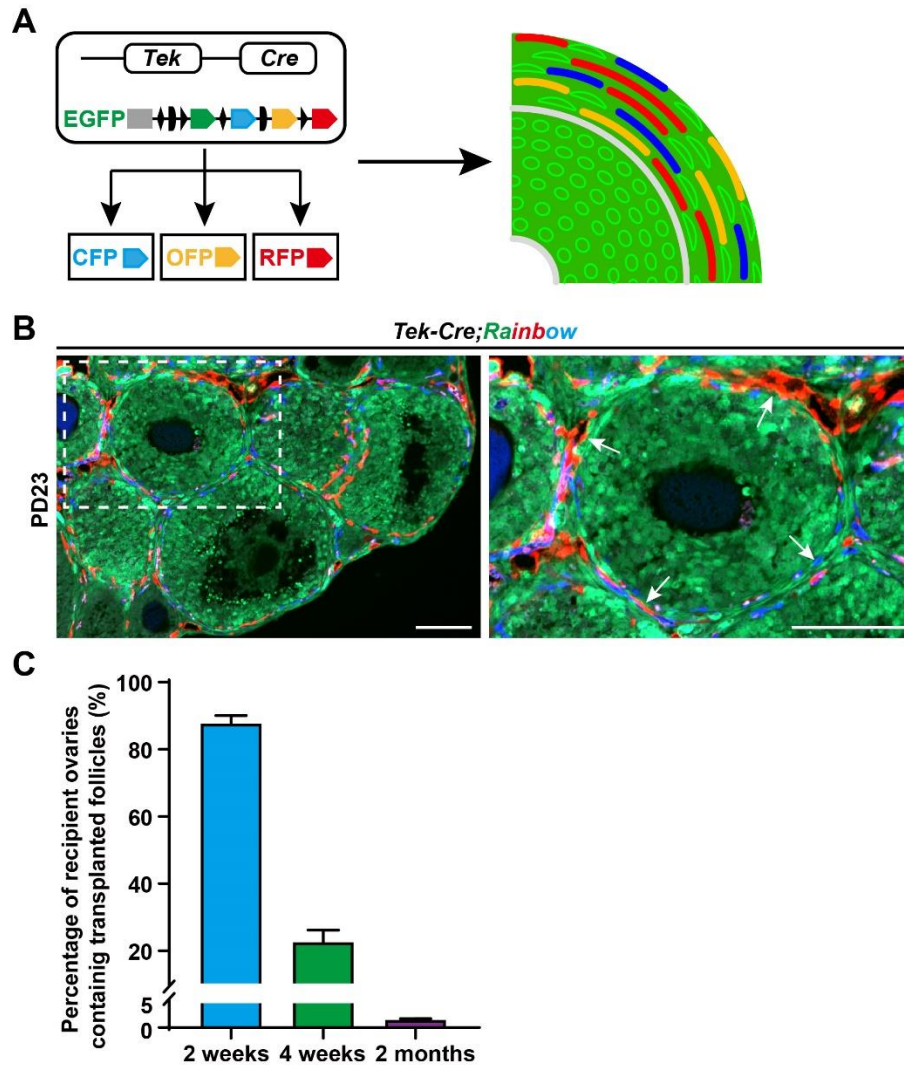 A
Tek Cre
EGFP
CFP OFP RFP
B
Tek-Cre;Rainbow
PD23
C
Percentage of recipient ovaries
containig transplanted follicles (%)
100
80
60
40
20
5
0
2 weeks 4 weeks 2 months